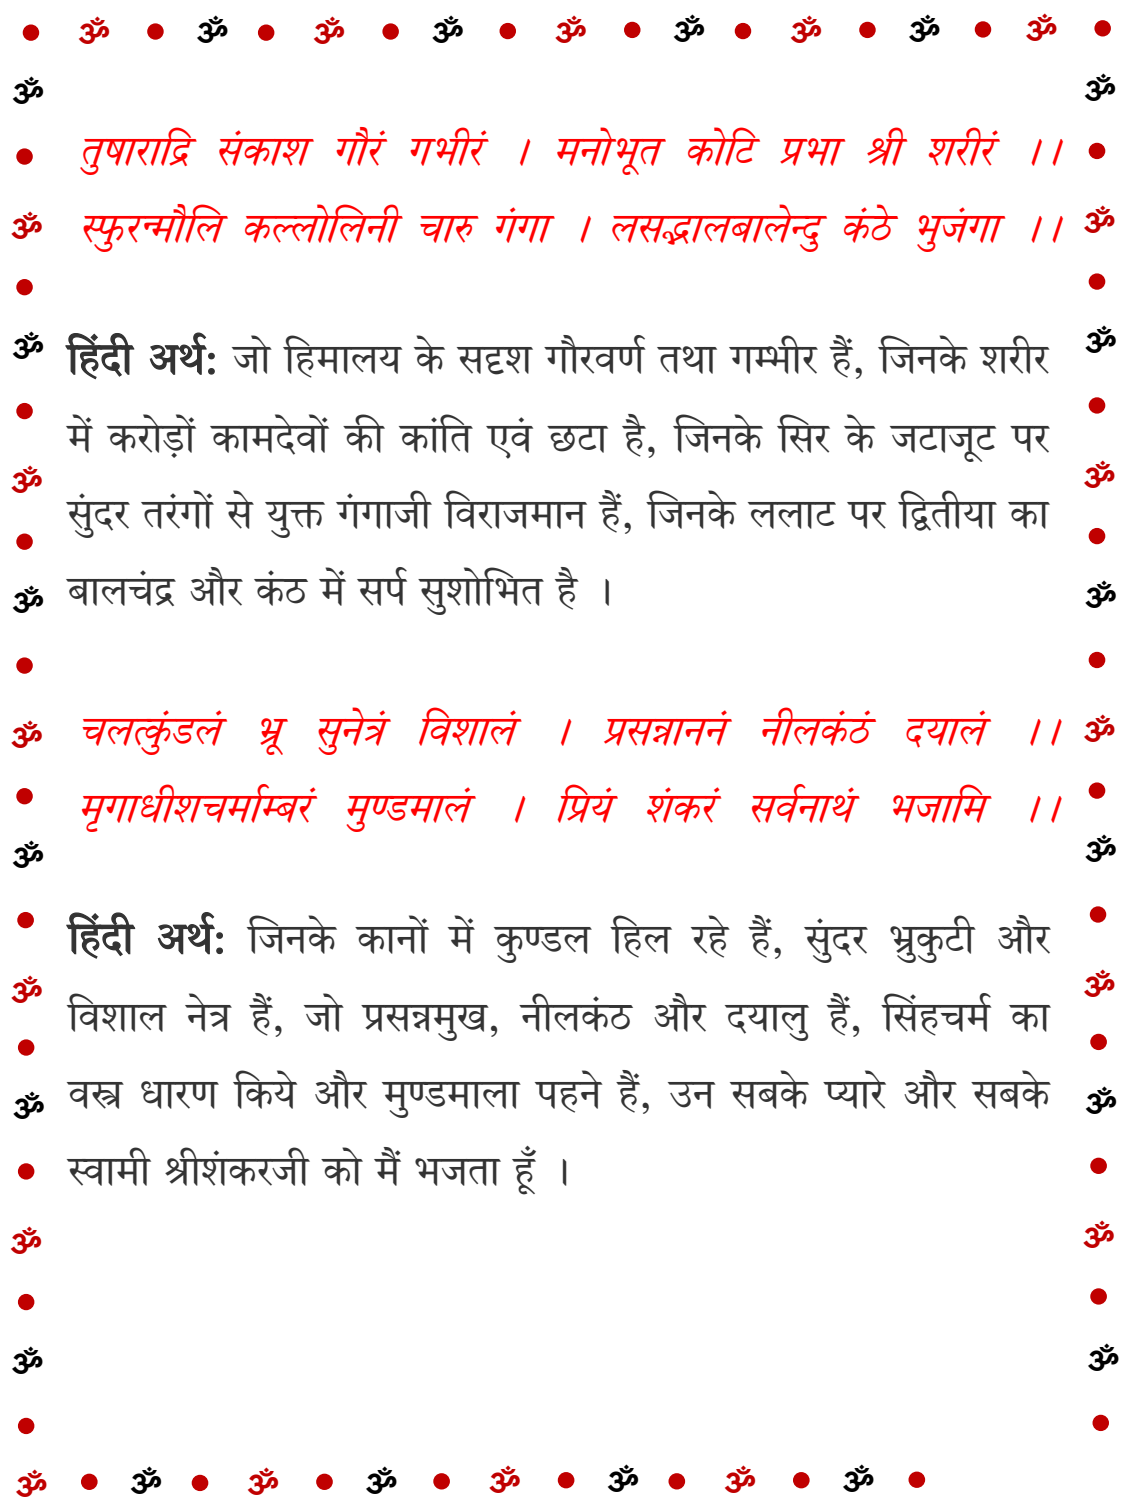 ॐ ॐ ॐ ॐ ॐ ॐ ॐ ॐ ॐ
ॐ ॐ
तुषाराद्रि संकाश गौरं गभीरं । मनोभूत कोटि प्रभा श्री शरीरं ।।
ॐ स्फुरन्मौलि कल्लोलिनी चारु गंगा । लसद्भालबालेन्दु कंठे भुजंगा ।। ॐ
ॐ हिंदी अर्थ: जो हिमालय के सदृश गौरवर्ण तथा गम्भीर हैं, जिनके शरीर ॐ
में करोड़ों कामदेवों की कांति एवं छटा है, जिनके सिर के जटाजूट पर
ॐ ॐ
सुंदर तरंगों से युक्त गंगाजी विराजमान हैं, जिनके ललाट पर द्वितीया का
ॐ बालचंद्र और कंठ में सर्प सुशोभित है । ॐ
ॐ चलत्कुंडलं भ्रू सुनेत्रं विशालं । प्रसन्नाननं नीलकंठं दयालं ।। ॐ
मृगाधीशचर्माम्बरं मुण्डमालं । प्रियं शंकरं सर्वनाथं भजामि ।।
ॐ ॐ
हिंदी अर्थ: जिनके कानों में कुण्डल हिल रहे हैं, सुंदर भ्रुकुटी और
ॐ ॐ
विशाल नेत्र हैं, जो प्रसन्नमुख, नीलकंठ और दयालु हैं, सिंहचर्म का
ॐ वस्त्र धारण किये और मुण्डमाला पहने हैं, उन सबके प्यारे और सबके ॐ
स्वामी श्रीशंकरजी को मैं भजता हूँ ।
ॐ ॐ
ॐ ॐ
ॐ ॐ ॐ ॐ ॐ ॐ ॐ ॐ